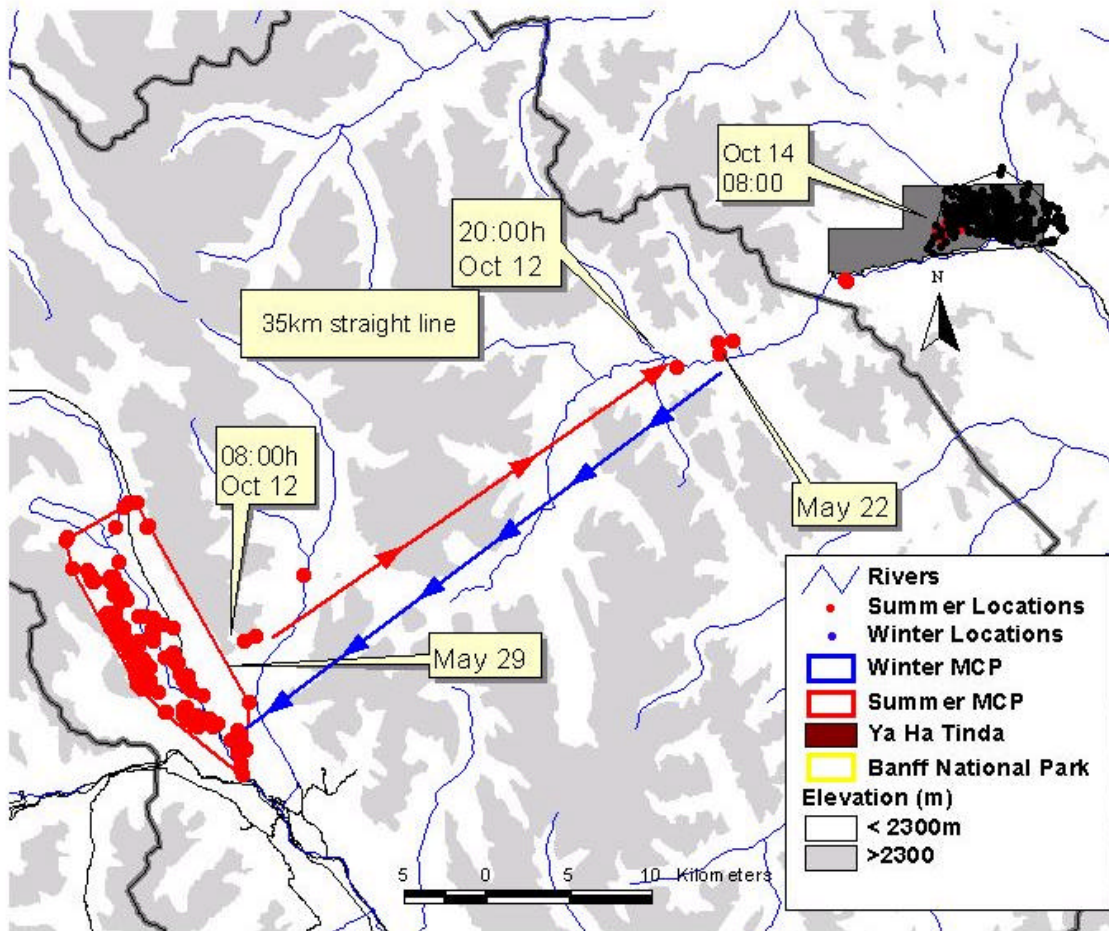 Oct 14
08:00
20:00h
Oct 12
35km straight line
N
08:00h
Oct 12
May 22
May 29
Rivers
Summer Locations
Winter Locations
Winter MCP
Summer MCP
Ya Ha Tinda
Banff National Park
Elevation (m)
< 2300m
>2300
5 0 5 10 Kilometers